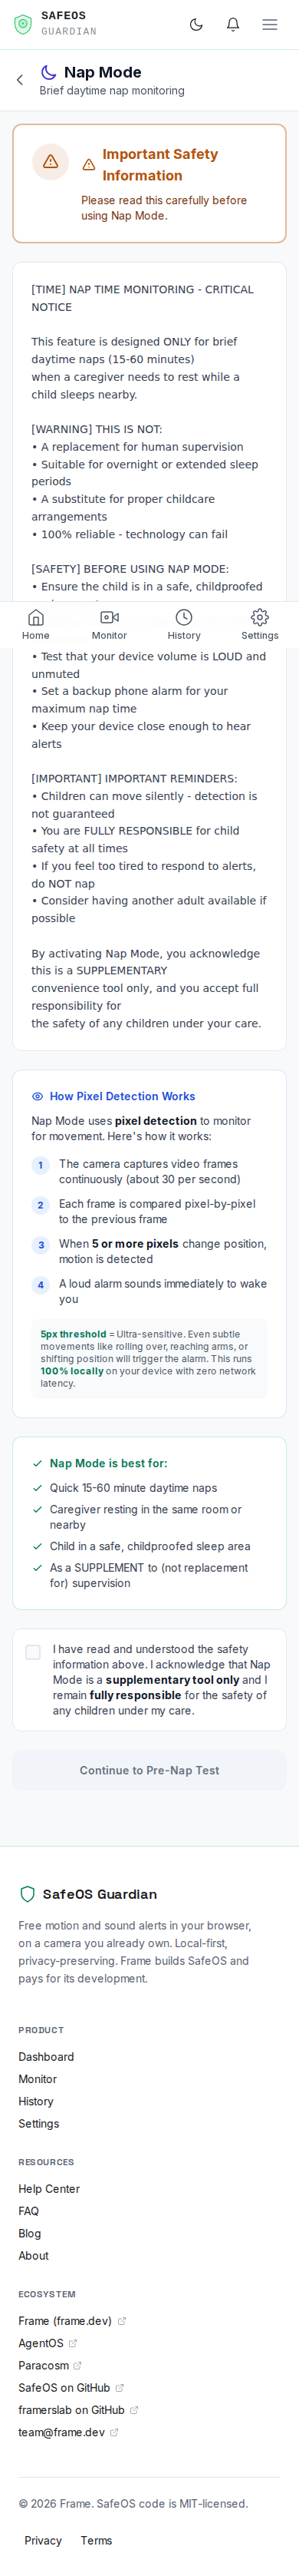 SAFEOS
GUARDIAN
Nap Mode
Brief daytime nap monitoring
Important Safety
Information
Please read this carefully before
using Nap Mode.
[TIME] NAP TIME MONITORING - CRITICAL
NOTICE
This feature is designed ONLY for brief
daytime naps (15-60 minutes)
when a caregiver needs to rest while a
child sleeps nearby.
[WARNING] THIS IS NOT:
• A replacement for human supervision
• Suitable for overnight or extended sleep
periods
• A substitute for proper childcare
arrangements
• 100% reliable - technology can fail
[SAFETY] BEFORE USING NAP MODE:
• Ensure the child is in a safe, childproofed
Home
Monitor
History
Settings
• Test that your device volume is LOUD and
unmuted
• Set a backup phone alarm for your
maximum nap time
• Keep your device close enough to hear
alerts
[IMPORTANT] IMPORTANT REMINDERS:
• Children can move silently - detection is
not guaranteed
• You are FULLY RESPONSIBLE for child
safety at all times
• If you feel too tired to respond to alerts,
do NOT nap
• Consider having another adult available if
possible
By activating Nap Mode, you acknowledge
this is a SUPPLEMENTARY
convenience tool only, and you accept full
responsibility for
the safety of any children under your care.
How Pixel Detection Works
Nap Mode uses pixel detection to monitor
for movement. Here's how it works:
1 The camera captures video frames
continuously (about 30 per second)
2 Each frame is compared pixel-by-pixel
to the previous frame
3 When 5 or more pixels change position,
motion is detected
4 A loud alarm sounds immediately to wake
you
5px threshold = Ultra-sensitive. Even subtle
movements like rolling over, reaching arms, or
shifting position will trigger the alarm. This runs
100% locally on your device with zero network
latency.
Nap Mode is best for:
Quick 15-60 minute daytime naps
Caregiver resting in the same room or
nearby
Child in a safe, childproofed sleep area
As a SUPPLEMENT to (not replacement
for) supervision
I have read and understood the safety
information above. I acknowledge that Nap
Mode is a supplementary tool only and I
remain fully responsible for the safety of
any children under my care.
Continue to Pre-Nap Test
SafeOS Guardian
Free motion and sound alerts in your browser,
on a camera you already own. Local-first,
privacy-preserving. Frame builds SafeOS and
pays for its development.
PRODUCT
Dashboard
Monitor
History
Settings
RESOURCES
Help Center
FAQ
Blog
About
ECOSYSTEM
Frame (frame.dev)
AgentOS
Paracosm
SafeOS on GitHub
framerslab on GitHub
team@frame.dev
© 2026 Frame. SafeOS code is MIT-licensed.
Privacy
Terms